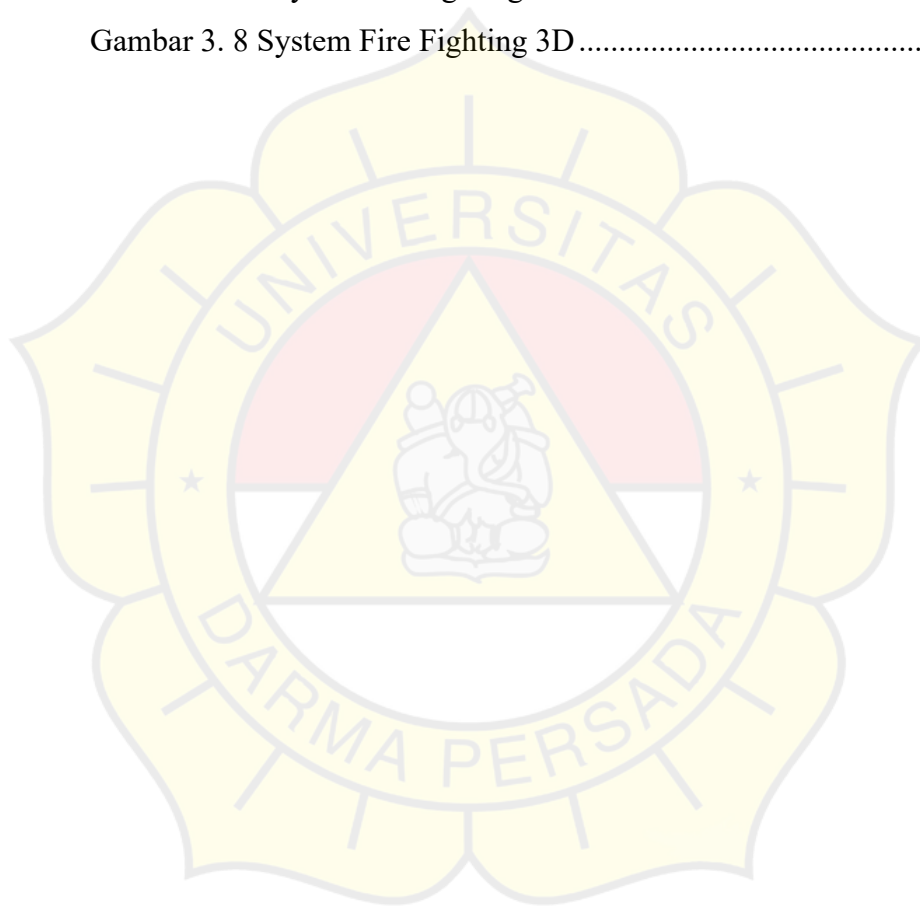 Gambar 3. 8 System Fire Fighting 3D........................................
UNIVERSITAS
DARMA PERSADA